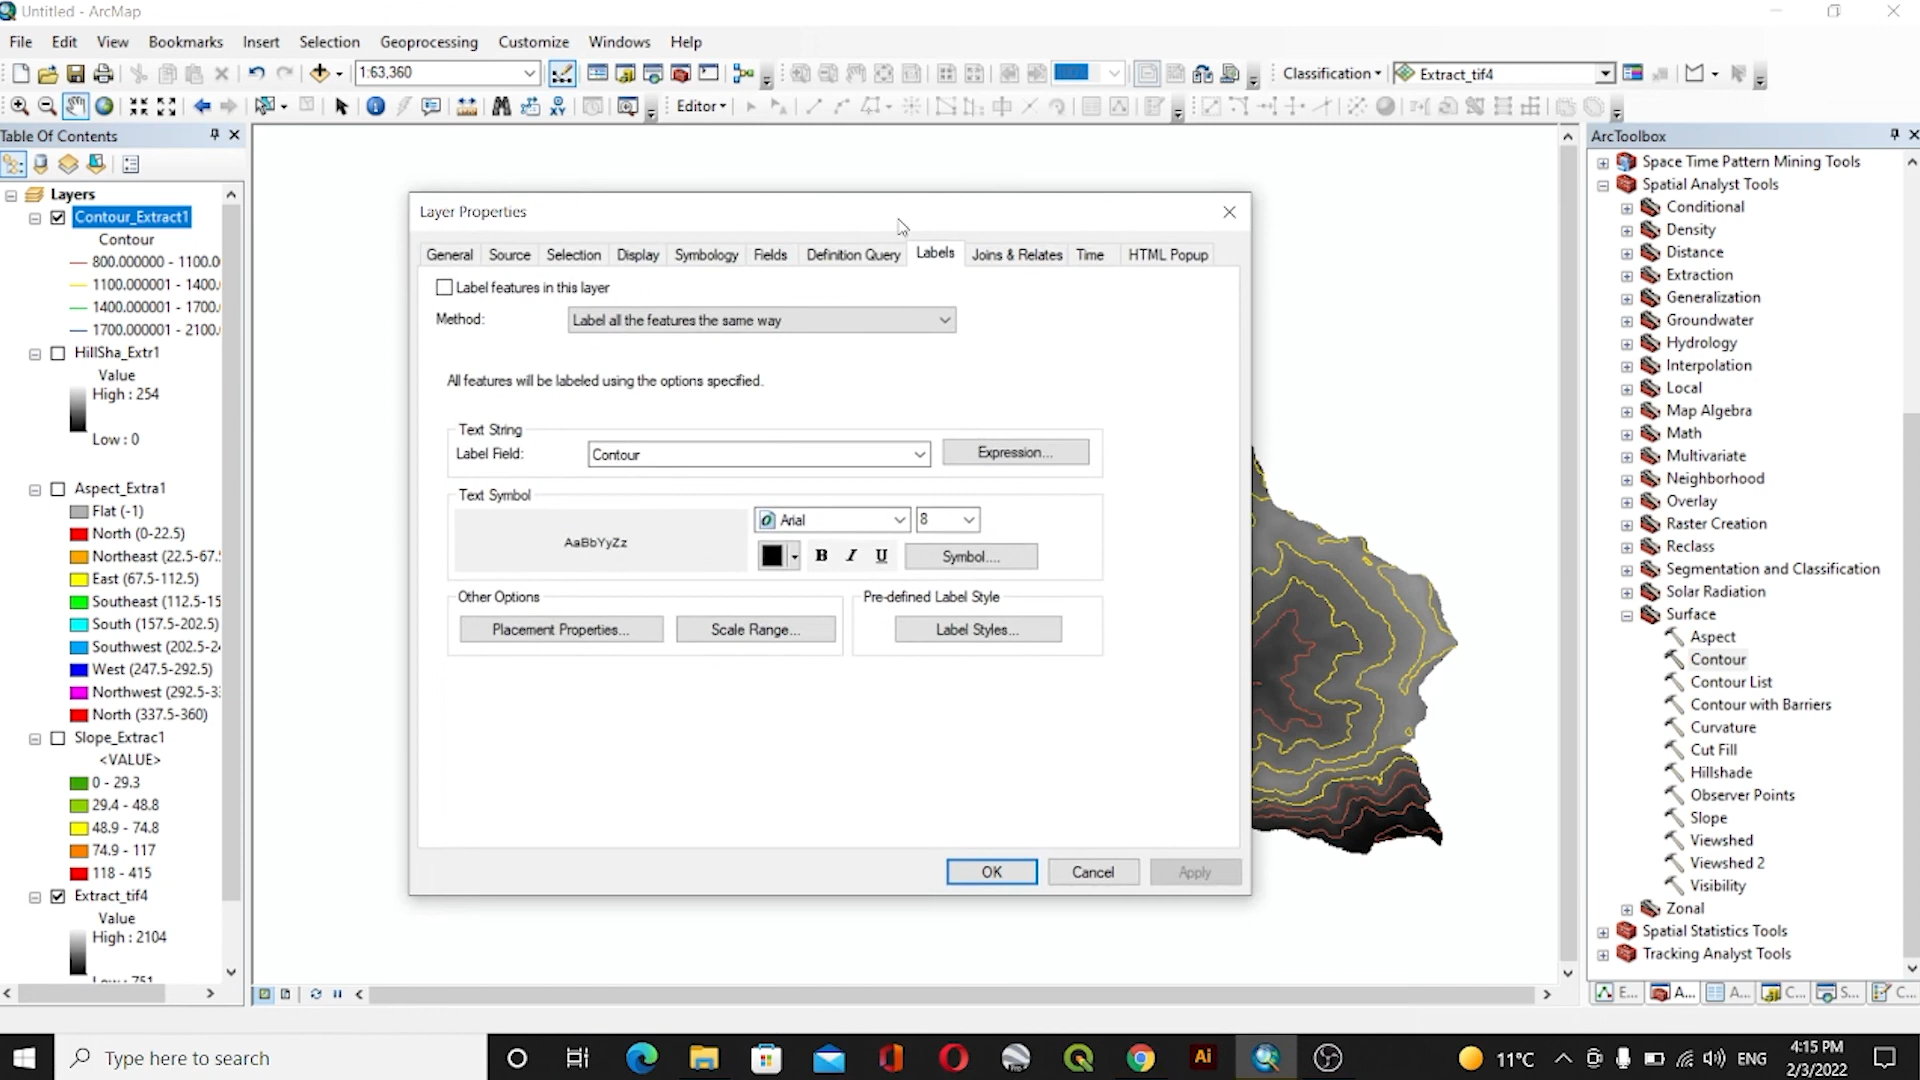 Untitled - ArcMap
File Edit View Bookmarks Insert Selection Geoprocessing Customize Windows Help
1:63,360 Classification Extract_tif4
Editor
Table Of Contents
Layers
Contour_Extract1
Contour
800.000000 - 1100.0
1100.000001 - 1400.
1400.000001 - 1700.
1700.000001 - 2100.
HillSha_Extr1
Value
High : 254
Low : 0
Aspect_Extra1
Flat (-1)
North (0-22.5)
Northeast (22.5-67.
East (67.5-112.5)
Southeast (112.5-15
South (157.5-202.5)
Southwest (202.5-24
West (247.5-292.5)
Northwest (292.5-33
North (337.5-360)
Slope_Extrac1
<VALUE>
0 - 29.3
29.4 - 48.8
48.9 - 74.8
74.9 - 117
118 - 415
Extract_tif4
Value
High : 2104
Low : 751
Layer Properties
General Source Selection Display Symbology Fields Definition Query Labels Joins & Relates Time HTML Popup
Label features in this layer
Method: Label all the features the same way
All features will be labeled using the options specified.
Text String
Label Field: Contour Expression...
Text Symbol
AaBbYyZz
Arial 8
B I U Symbol....
Other Options
Placement Properties... Scale Range...
Pre-defined Label Style
Label Styles...
OK Cancel Apply
ArcToolbox
Space Time Pattern Mining Tools
Spatial Analyst Tools
Conditional
Density
Distance
Extraction
Generalization
Groundwater
Hydrology
Interpolation
Local
Map Algebra
Math
Multivariate
Neighborhood
Overlay
Raster Creation
Reclass
Segmentation and Classification
Solar Radiation
Surface
Aspect
Contour
Contour List
Contour with Barriers
Curvature
Cut Fill
Hillshade
Observer Points
Slope
Viewshed
Viewshed 2
Visibility
Zonal
Spatial Statistics Tools
Tracking Analyst Tools
E... A... A... C... S... C...
Type here to search
Ai
11°C ENG
4:15 PM
2/3/2022